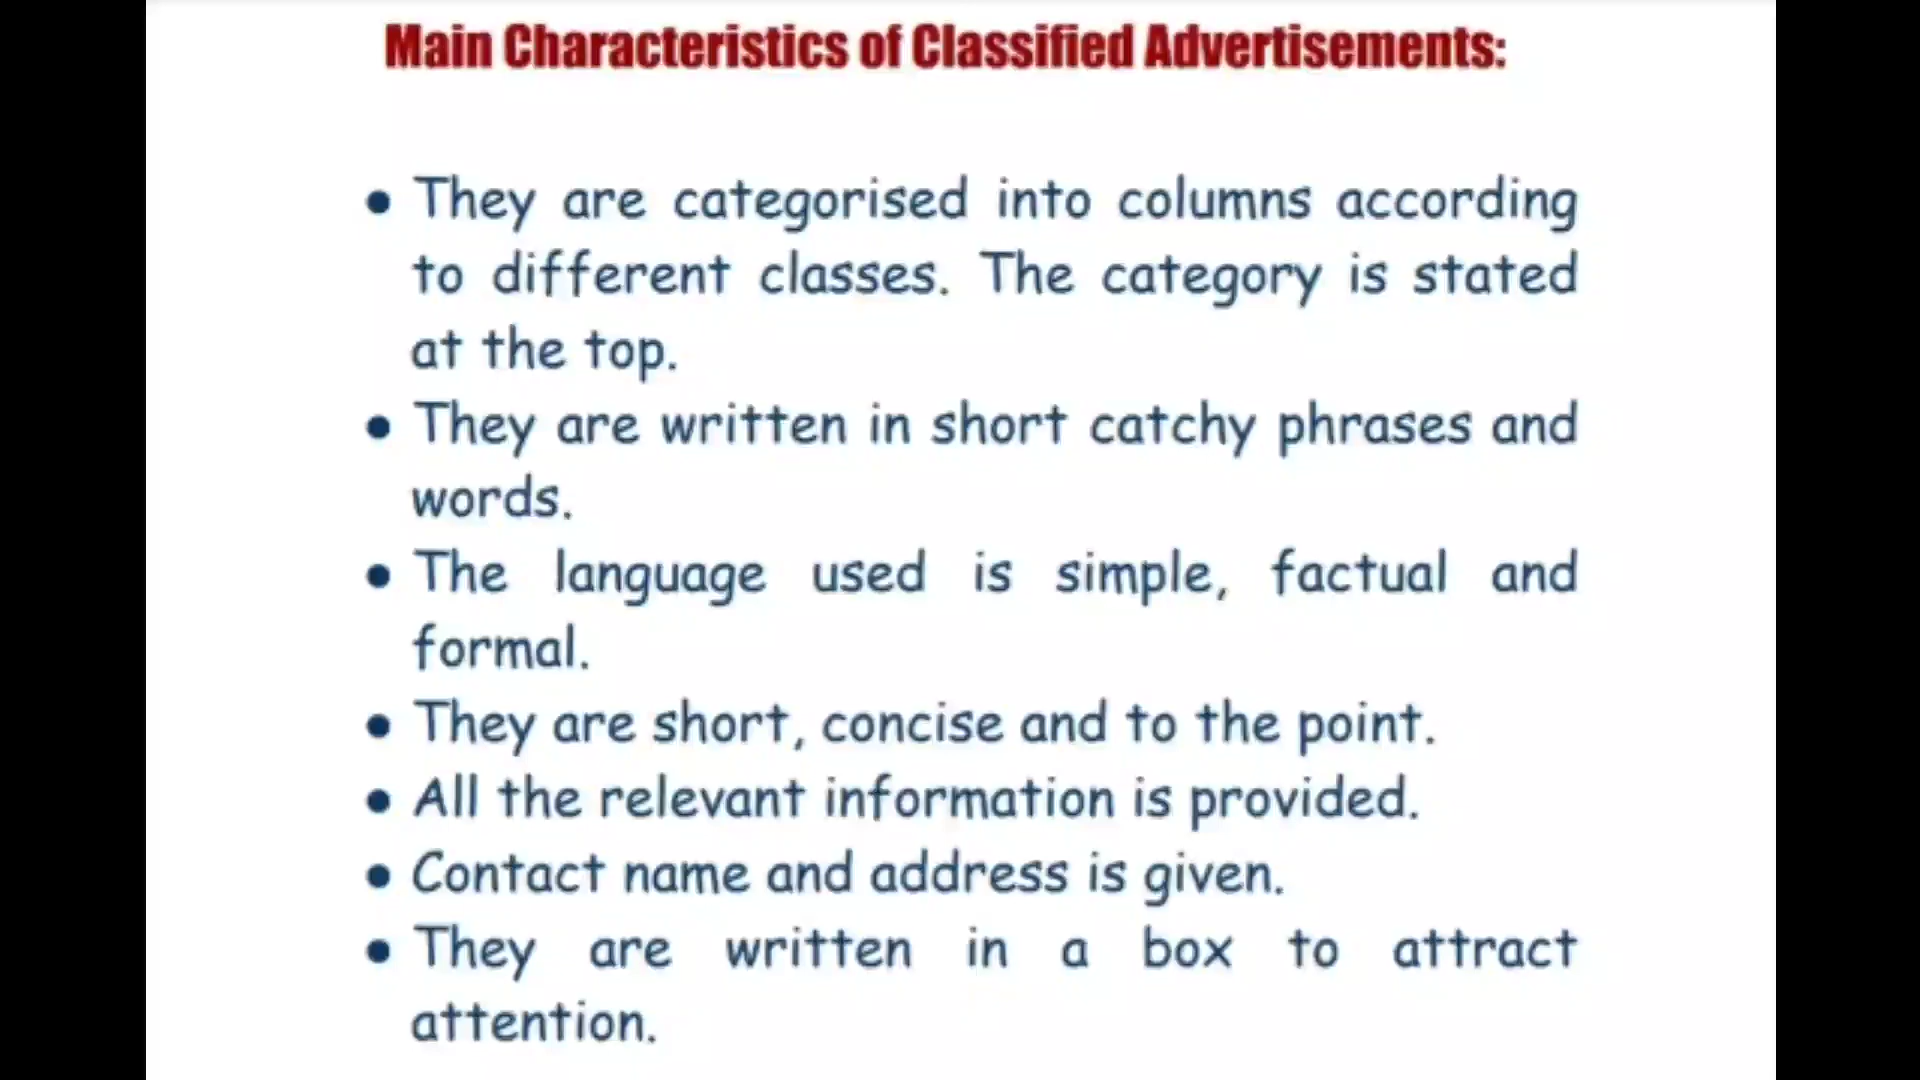 Main Characteristics of Classified Advertisements:
● They are categorised into columns according
to different classes. The category is stated
at the top.
● They are written in short catchy phrases and
words.
● The language used is simple, factual and
formal.
● They are short, concise and to the point.
● All the relevant information is provided.
● Contact name and address is given.
● They are written in a box to attract
attention.